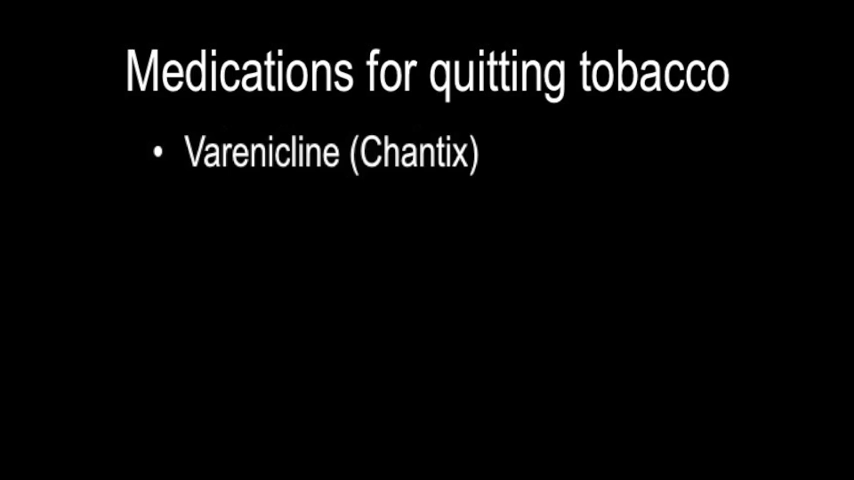 Medications for quitting tobacco
• Varenicline (Chantix)